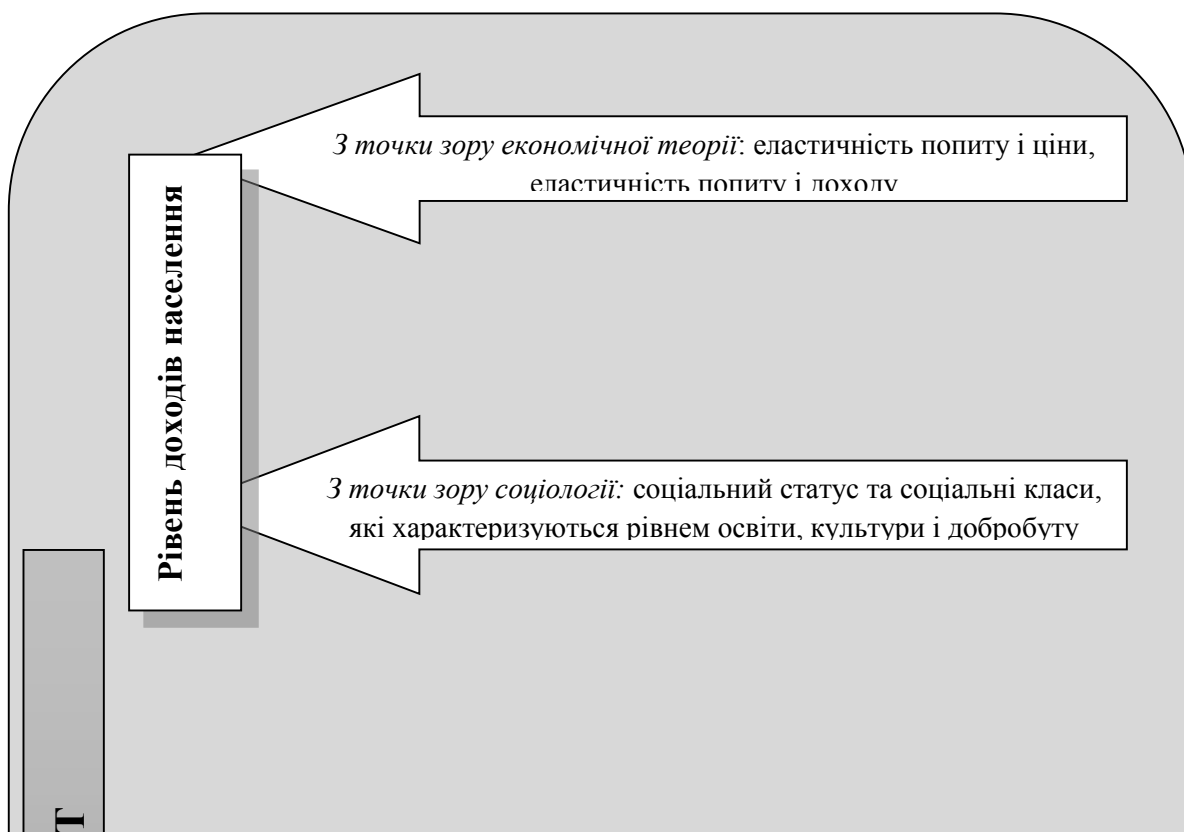 З точки зору економічної теорії: еластичність попиту і ціни,
еластичність попиту і доходу
Рівень доходів населення
З точки зору соціології: соціальний статус та соціальні класи,
які характеризуються рівнем освіти, культури і добробуту
Т